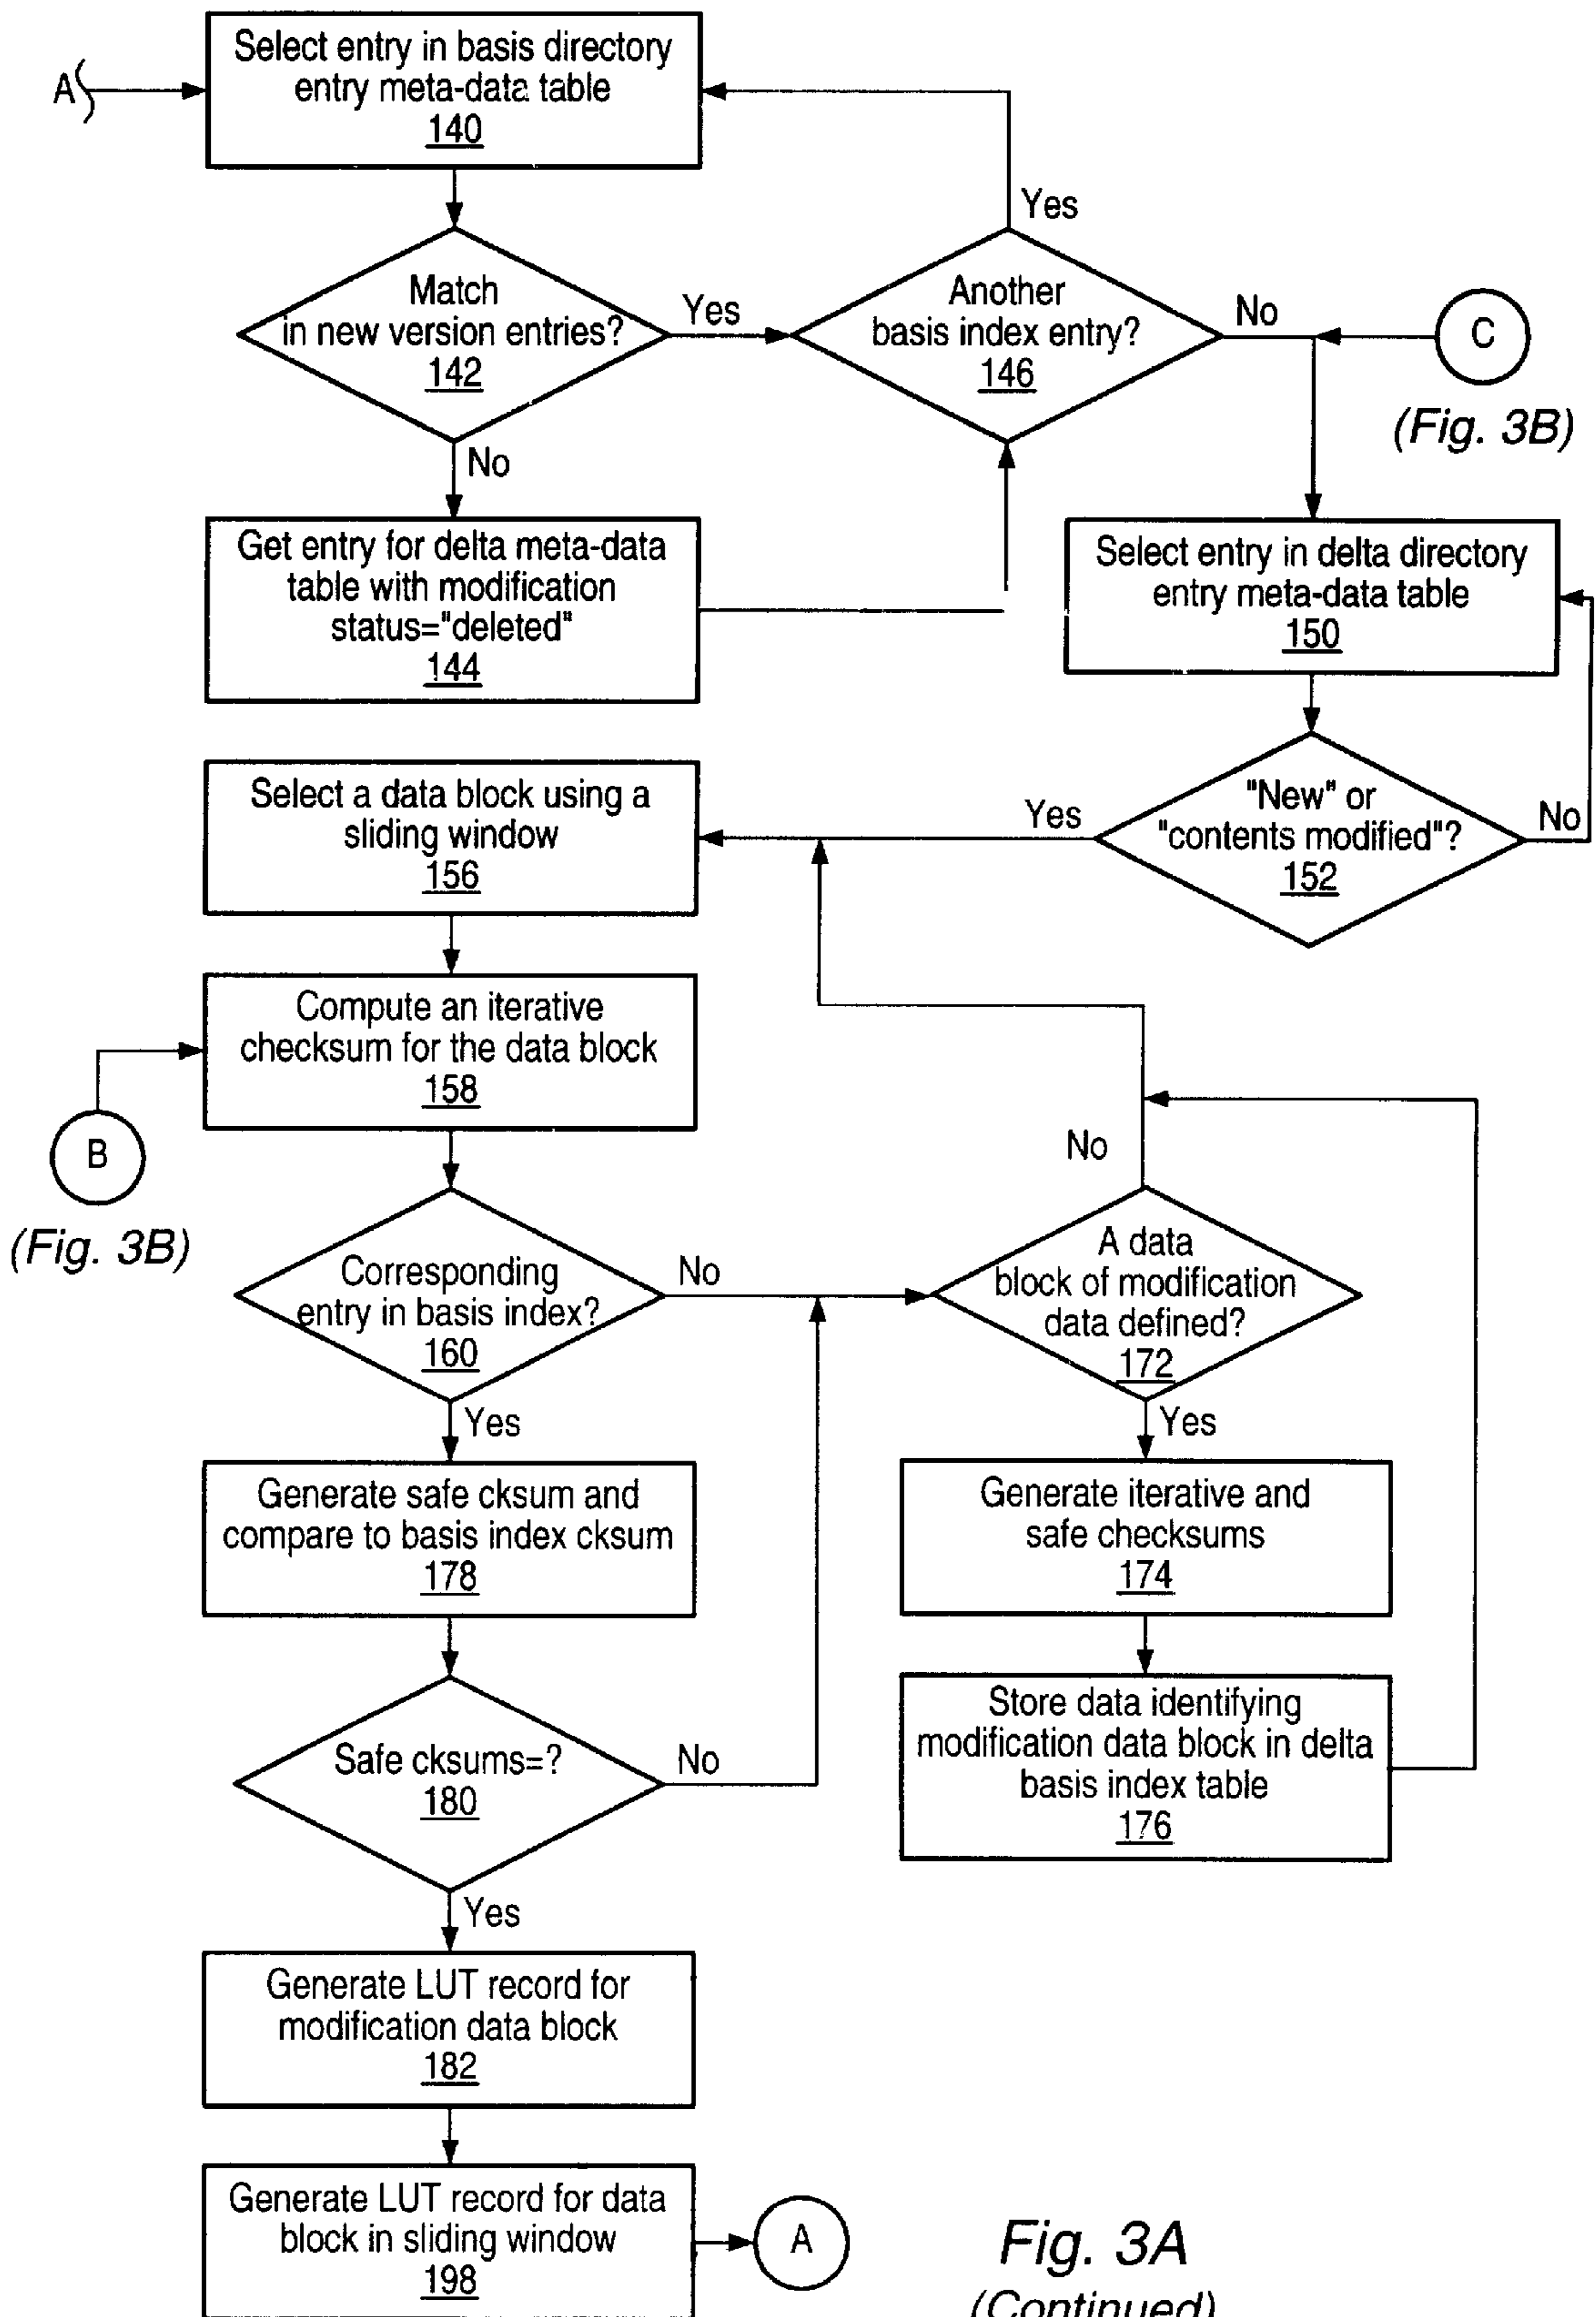 Select entry in basis directory
entry meta-data table
140
A
Yes
Match
in new version entries?
142
Yes
Another
basis index entry?
146
No
C
(Fig. 3B)
No
Get entry for delta meta-data
table with modification
status="deleted"
144
Select entry in delta directory
entry meta-data table
150
Select a data block using a
sliding window
156
Yes
"New" or
"contents modified"?
152
No
Compute an iterative
checksum for the data block
158
B
(Fig. 3B)
No
Corresponding
entry in basis index?
160
No
A data
block of modification
data defined?
172
Yes
Yes
Generate safe cksum and
compare to basis index cksum
178
Generate iterative and
safe checksums
174
Safe cksums=?
180
No
Store data identifying
modification data block in delta
basis index table
176
Yes
Generate LUT record for
modification data block
182
Generate LUT record for data
block in sliding window
198
A
Fig. 3A
(Continued)